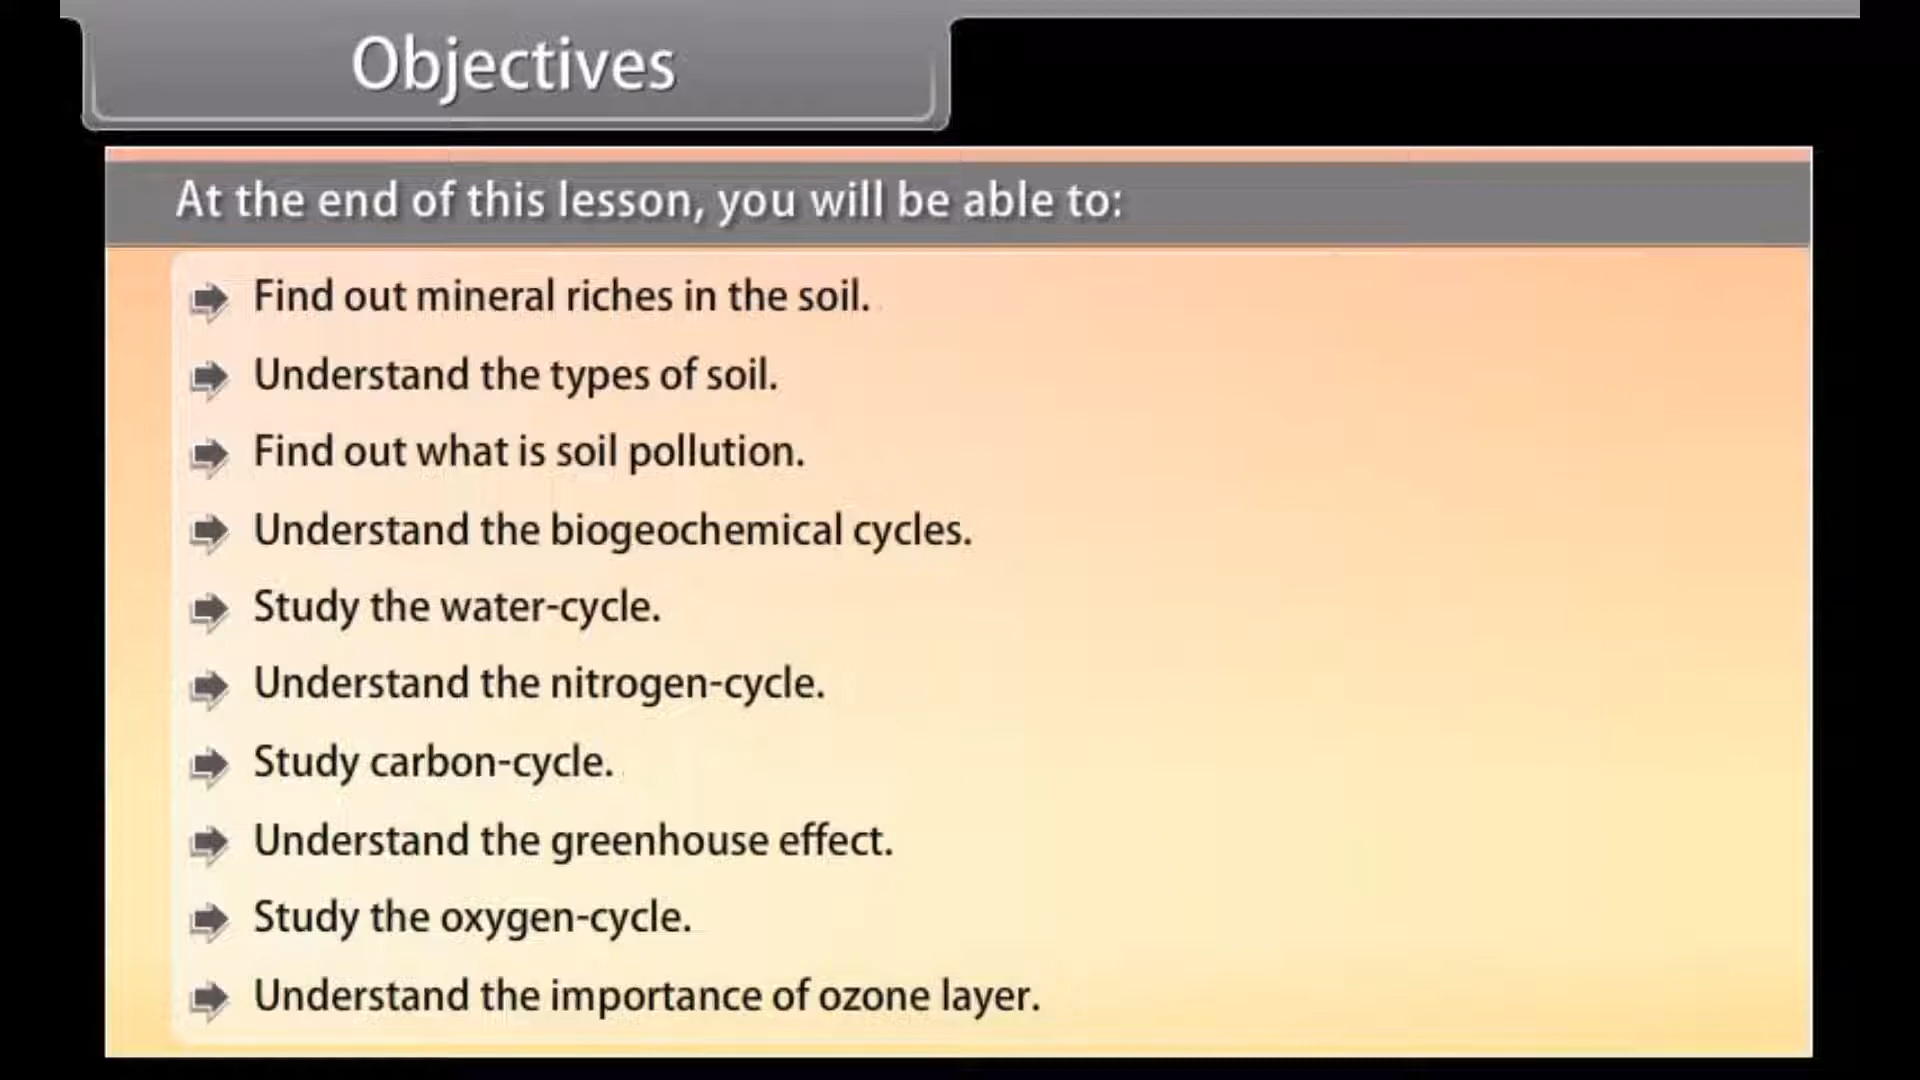 Objectives
At the end of this lesson, you will be able to:
Find out mineral riches in the soil.
Understand the types of soil.
Find out what is soil pollution.
Understand the biogeochemical cycles.
Study the water-cycle.
Understand the nitrogen-cycle.
Study carbon-cycle.
Understand the greenhouse effect.
Study the oxygen-cycle.
Understand the importance of ozone layer.